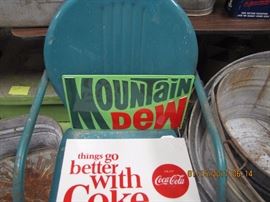 MOUNTAIN
DEW
things go
better
with
Coke
Coca-Cola